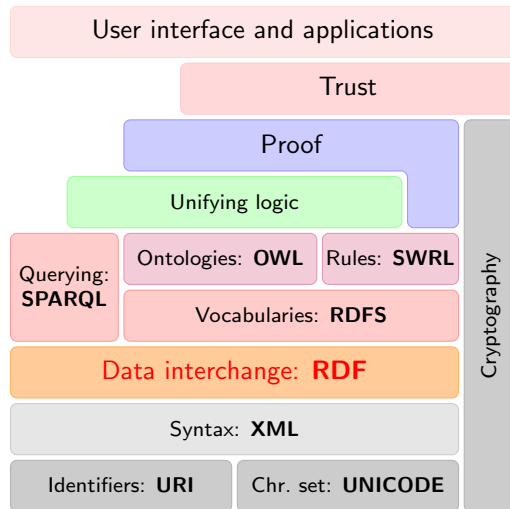 User interface and applications
Trust
Proof
Unifying logic
Querying:
SPARQL
Ontologies: OWL
Rules: SWRL
Vocabularies: RDFS
Cryptography
Data interchange: RDF
Syntax: XML
Identifiers: URI
Chr. set: UNICODE